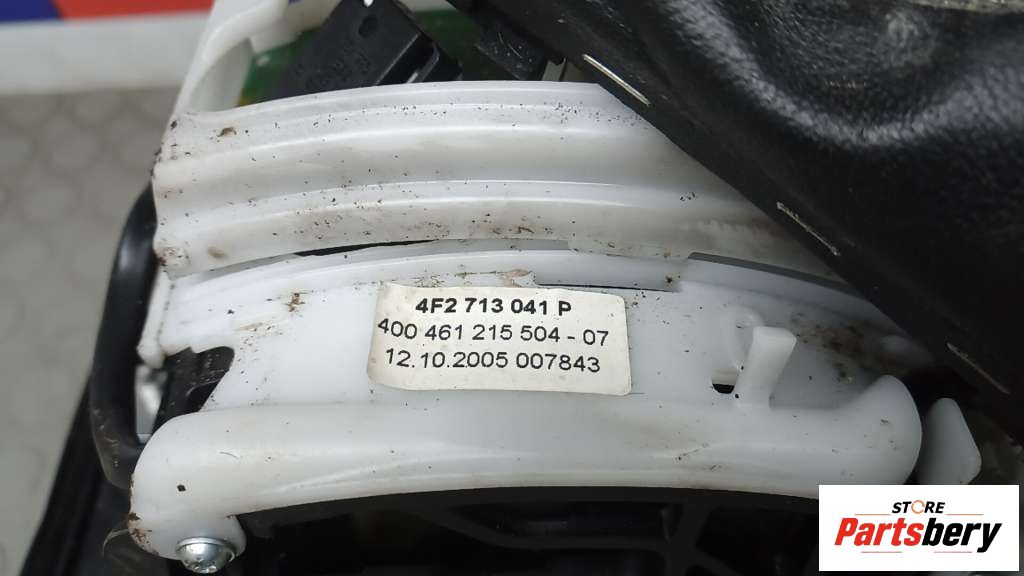 4F2 713 041 P
400 461 215 504 - 07
12.10.2005 007843
STORE
Partsbery